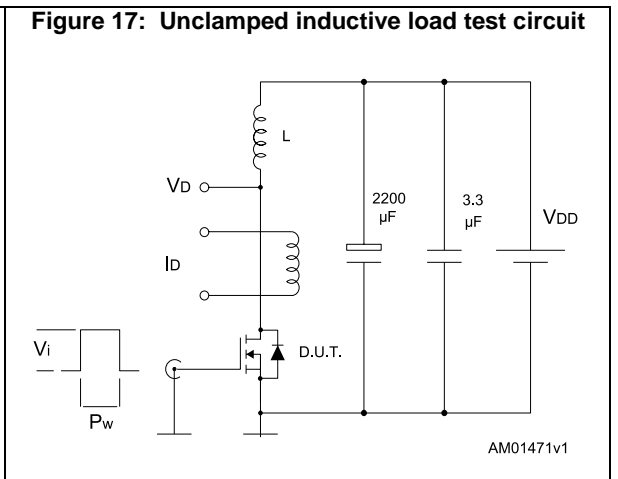 Figure 17: Unclamped inductive load test circuit
L
VD
2200
µF
3.3
µF
VDD
ID
Vi
D.U.T.
Pw
AM01471v1